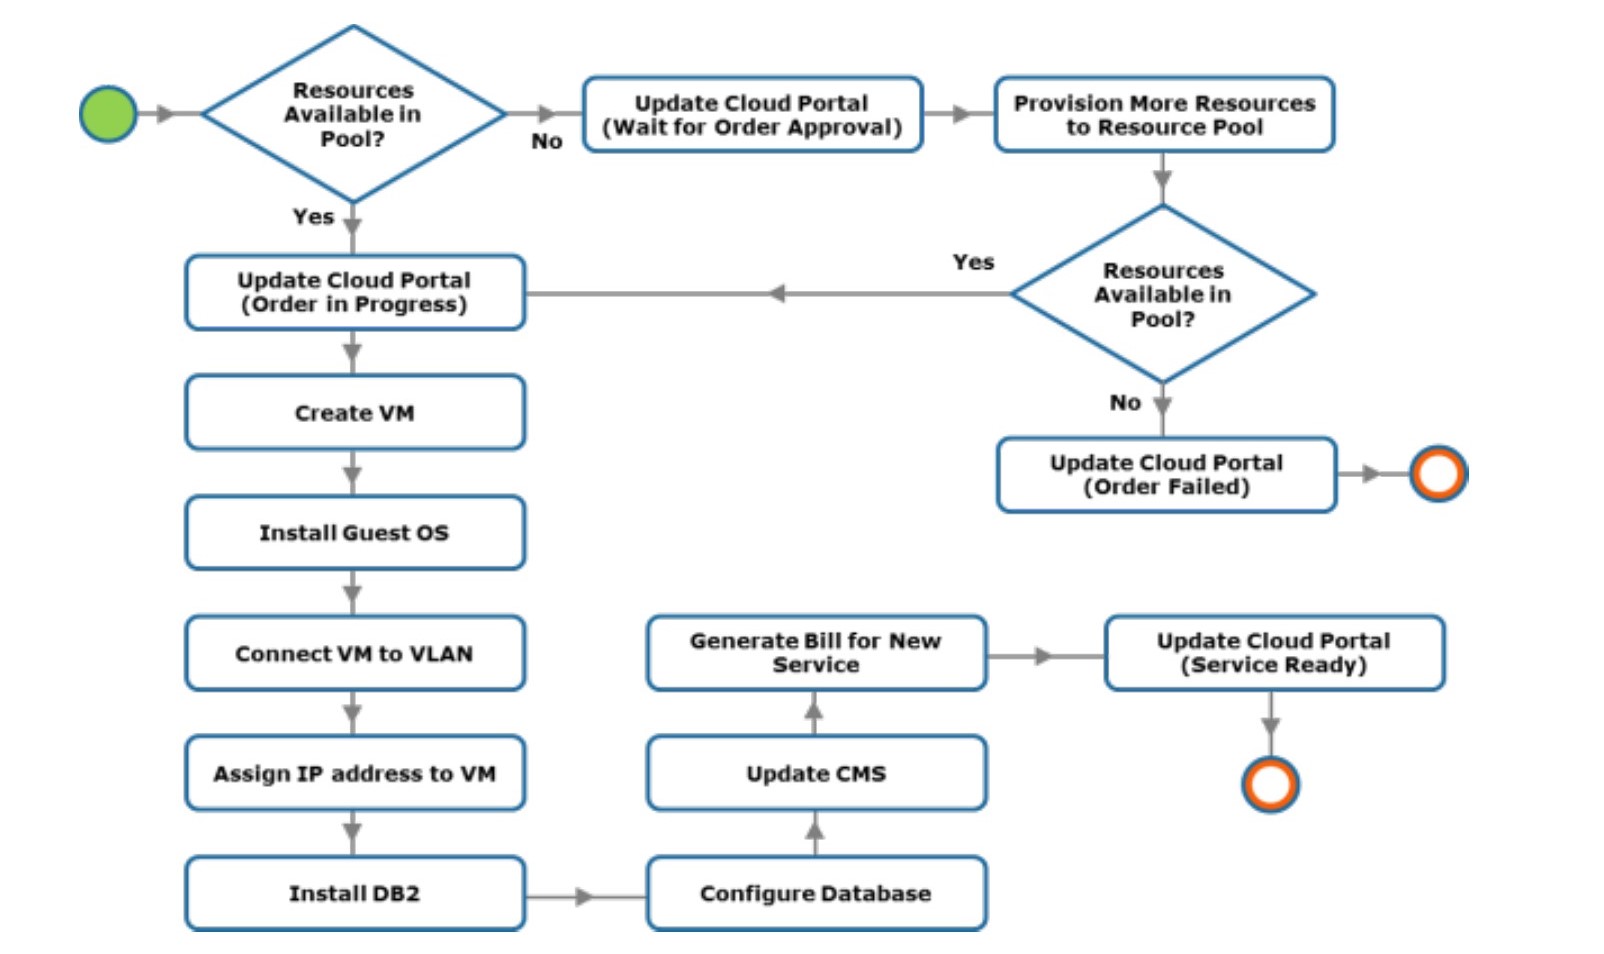 Resources
Available in
Pool?
No
Update Cloud Portal
(Wait for Order Approval)
Provision More Resources
to Resource Pool
Yes
Update Cloud Portal
(Order in Progress)
Yes
Resources
Available in
Pool?
No
Update Cloud Portal
(Order Failed)
Create VM
Install Guest OS
Connect VM to VLAN
Assign IP address to VM
Install DB2
Configure Database
Update CMS
Generate Bill for New
Service
Update Cloud Portal
(Service Ready)